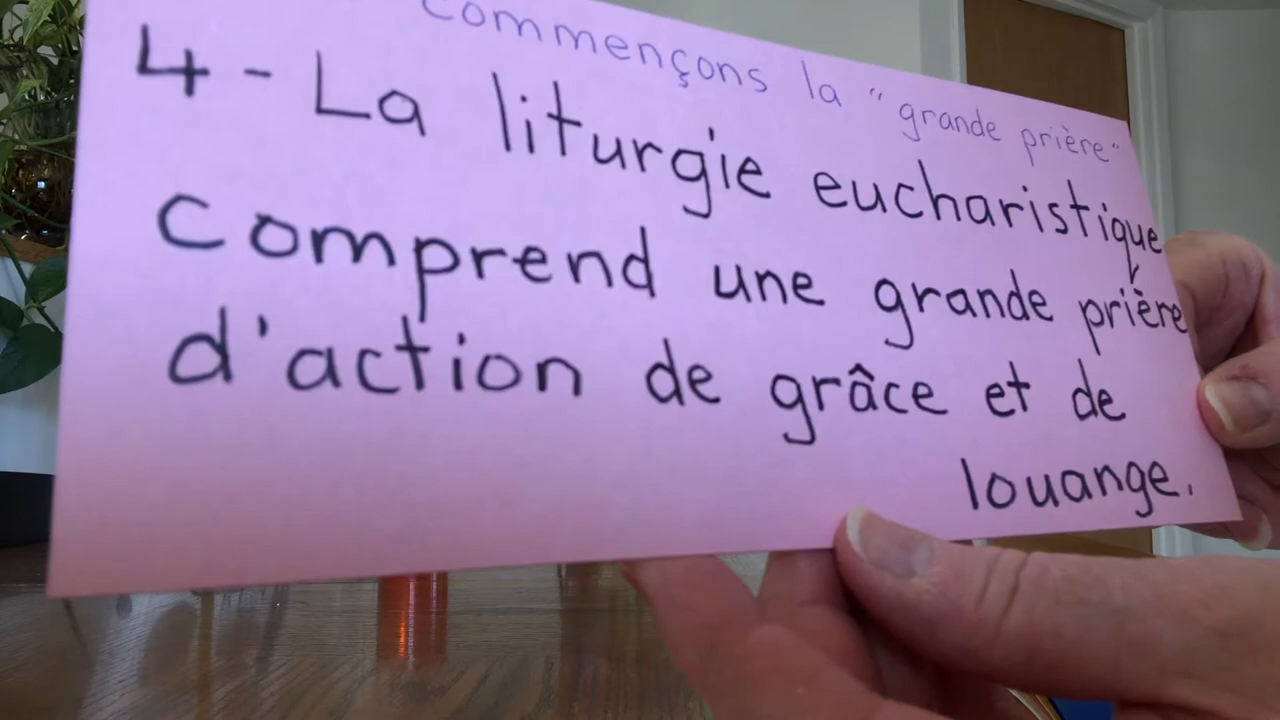 commençons la "grande prière"
4 - La liturgie eucharistique
comprend une grande prière
d'action de grâce et de
louange.